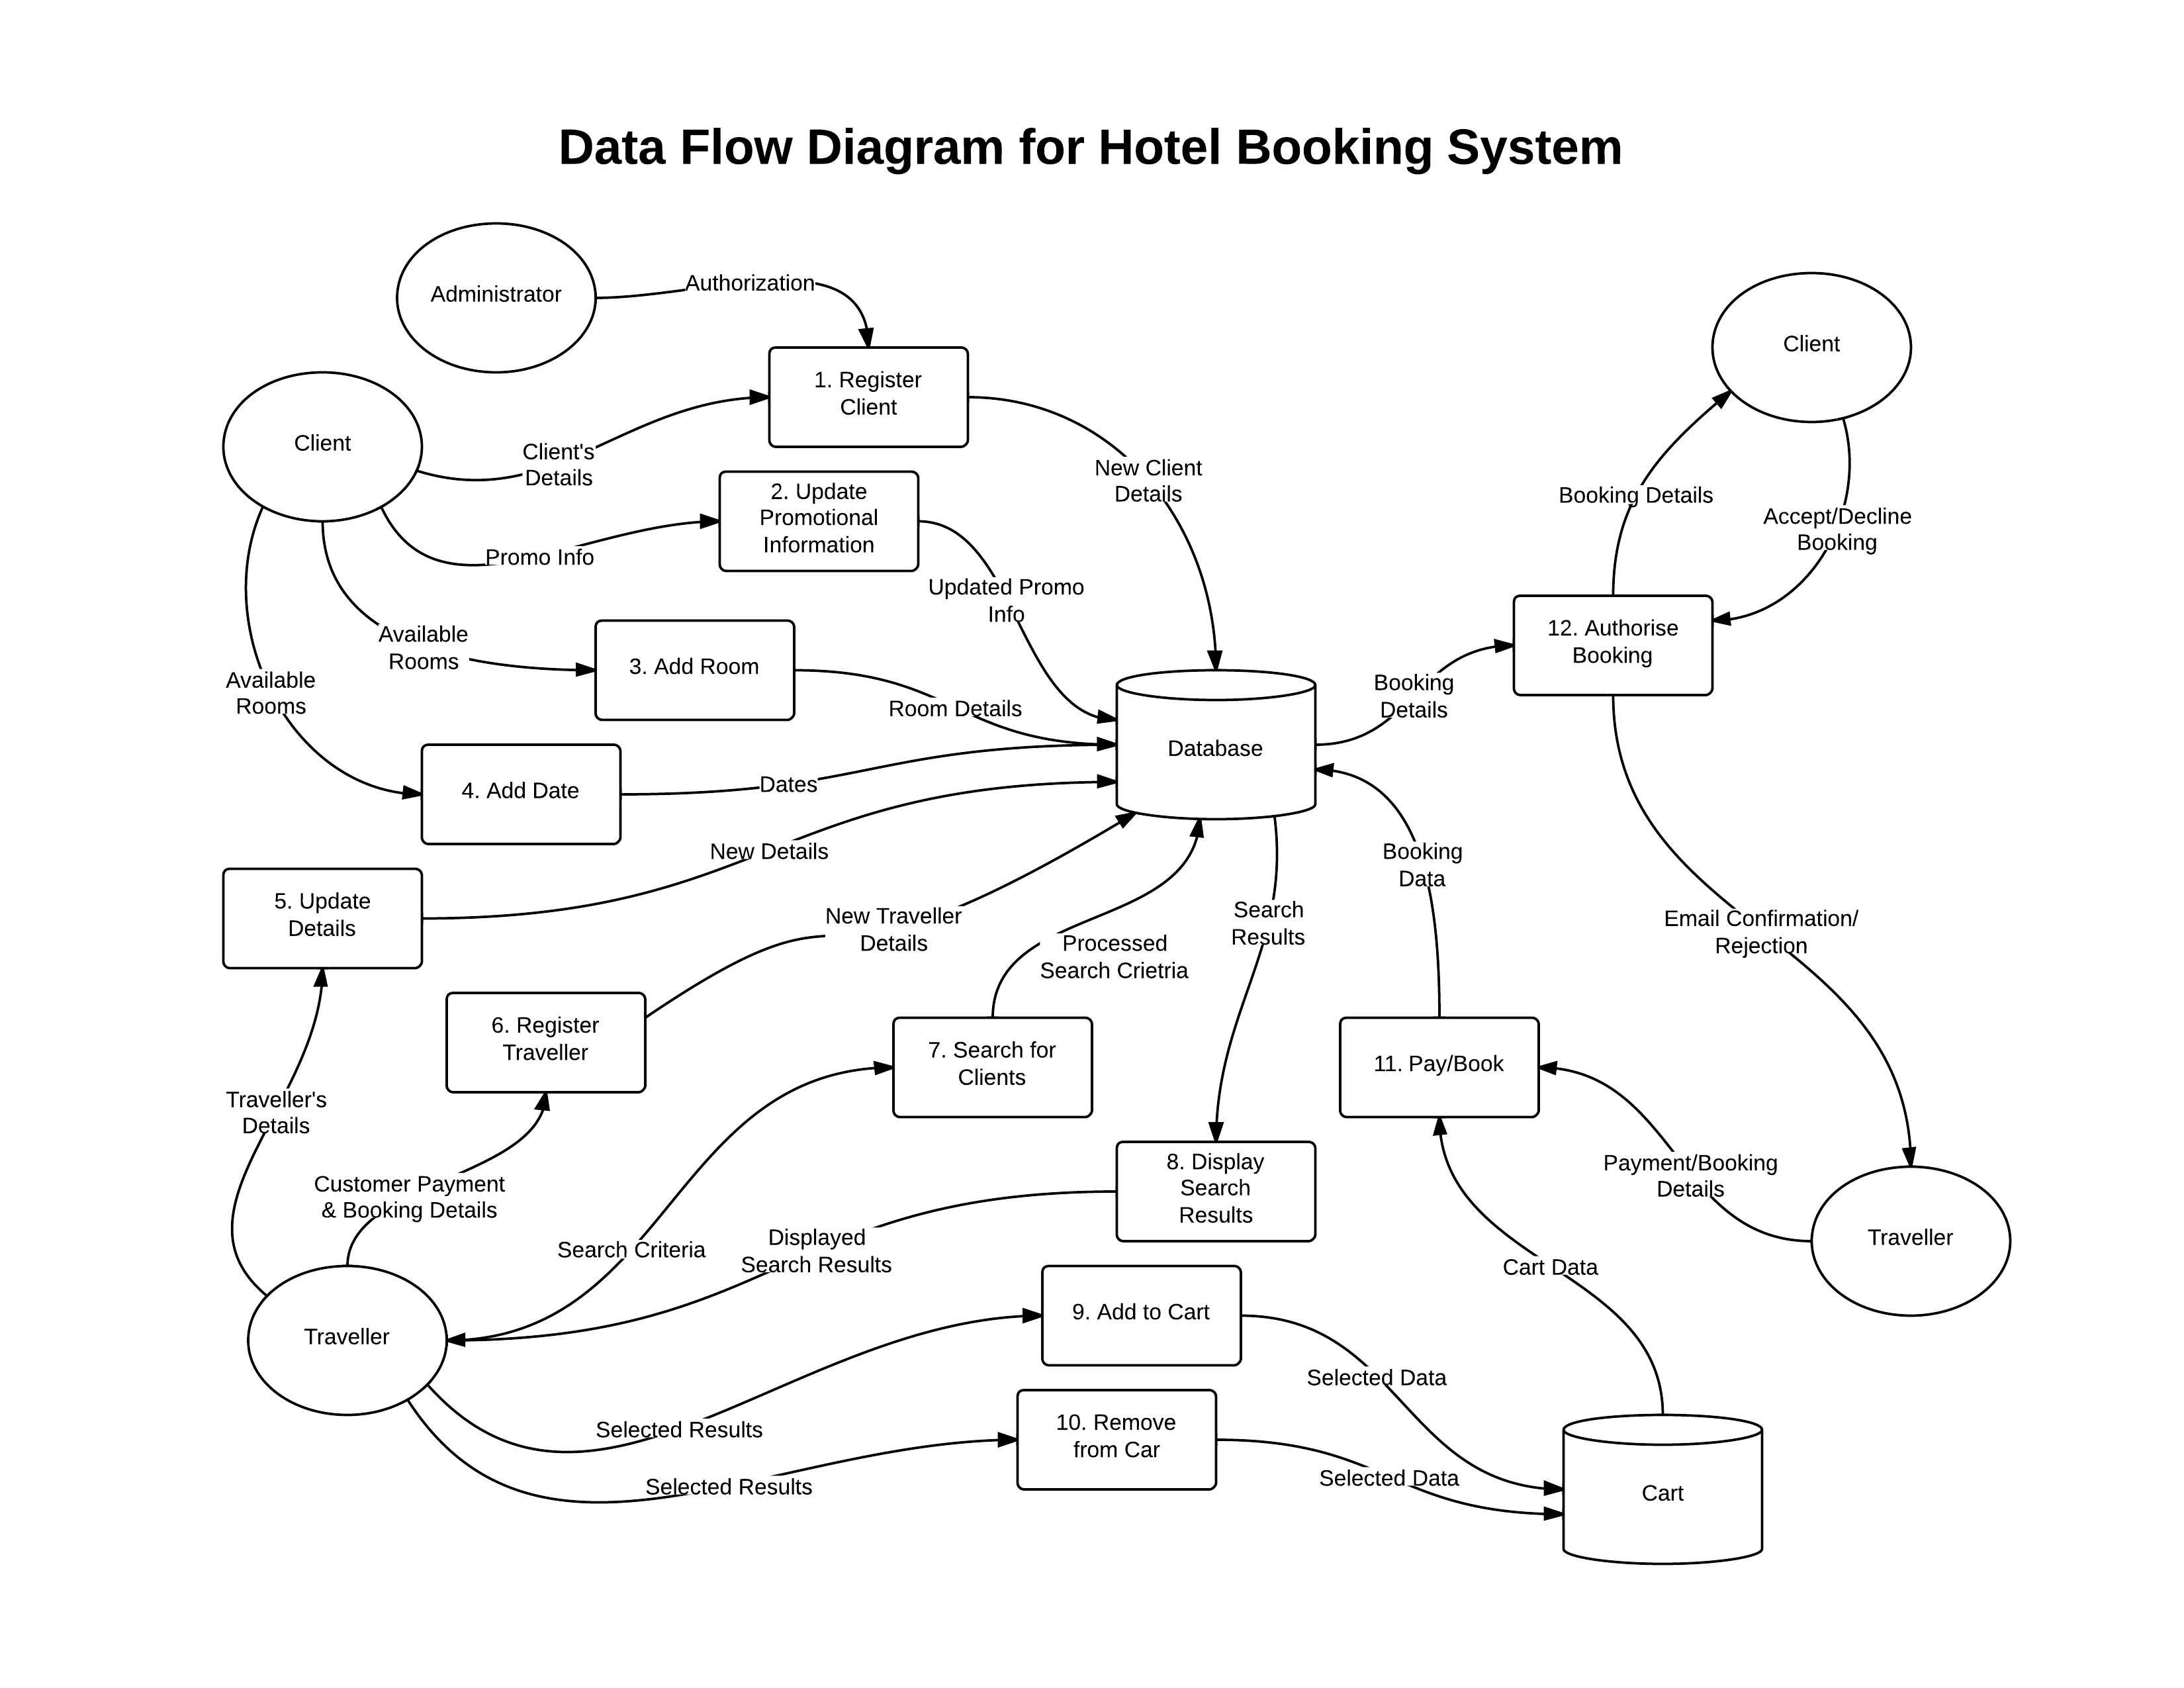 Data Flow Diagram for Hotel Booking System
Administrator
Authorization
Client
1. Register
Client
Client
Client's
Details
New Client
Details
2. Update
Promotional
Information
Promo Info
Booking Details
Accept/Decline
Booking
Updated Promo
Info
Available
Rooms
3. Add Room
12. Authorise
Booking
Available
Rooms
Room Details
Booking
Details
Database
4. Add Date
Dates
New Details
Booking
Data
5. Update
Details
New Traveller
Details
Search
Results
Email Confirmation/
Rejection
Processed
Search Crietria
6. Register
Traveller
7. Search for
Clients
11. Pay/Book
Traveller's
Details
Customer Payment
& Booking Details
8. Display
Search
Results
Payment/Booking
Details
Search Criteria
Displayed
Search Results
Traveller
Cart Data
Traveller
9. Add to Cart
Selected Data
Selected Results
10. Remove
from Car
Selected Results
Selected Data
Cart